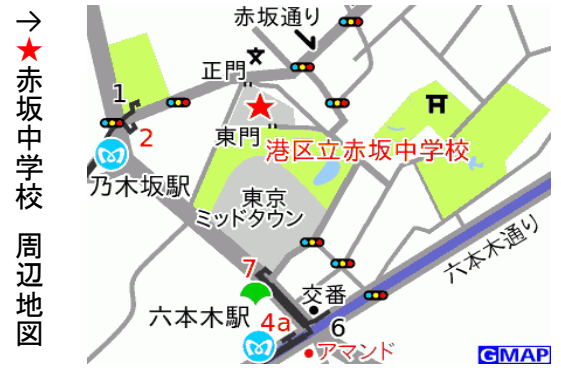 →★赤坂中学校 周辺地図
赤坂通り
正門
1
2
東門
港区立赤坂中学校
乃木坂駅
東京
ミッドタウン
六本木通り
7
交番
六本木駅
4a
6
アマンド
GMAP